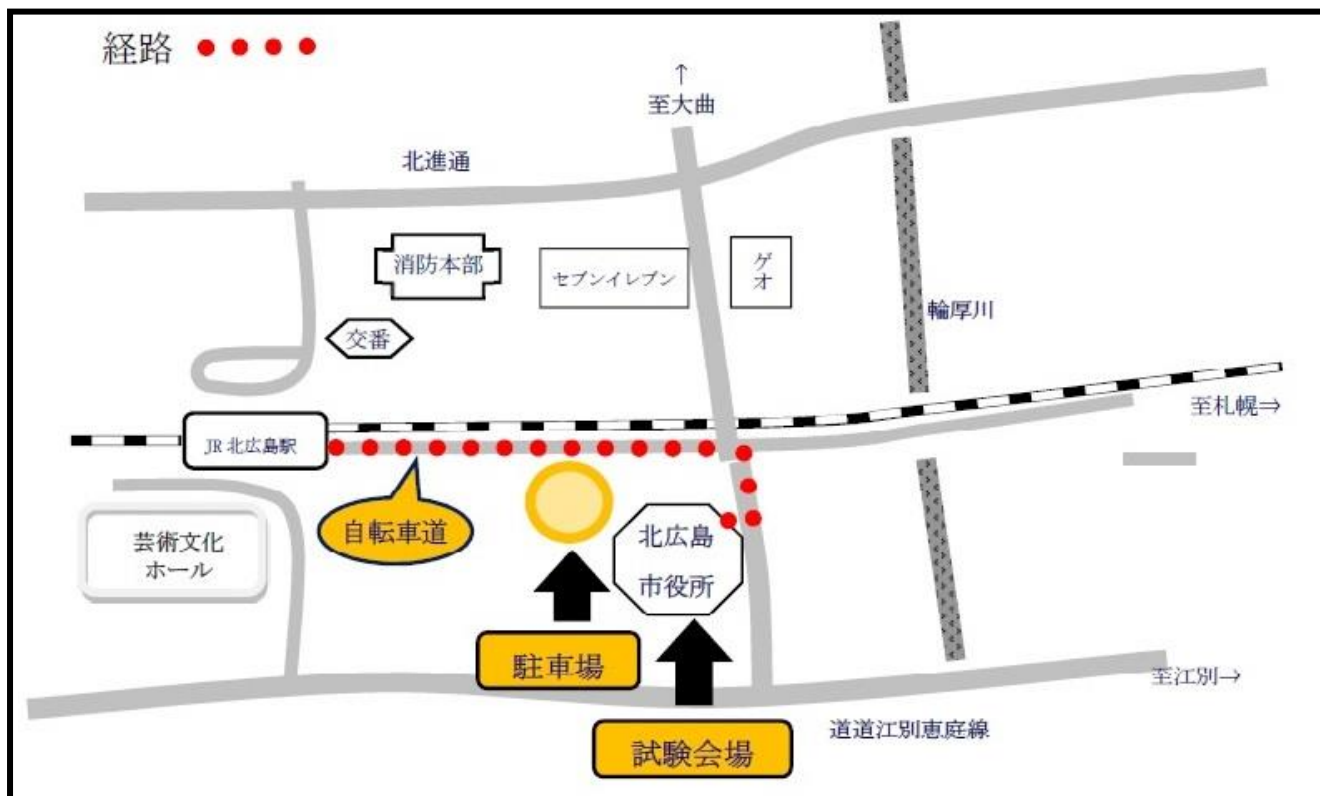 経路
↑
至大曲
北進通
消防本部
セブンイレブン
ゲオ
輪厚川
交番
至札幌→
JR北広島駅
自転車道
北広島
市役所
芸術文化
ホール
駐車場
至江別→
道道江別恵庭線
試験会場